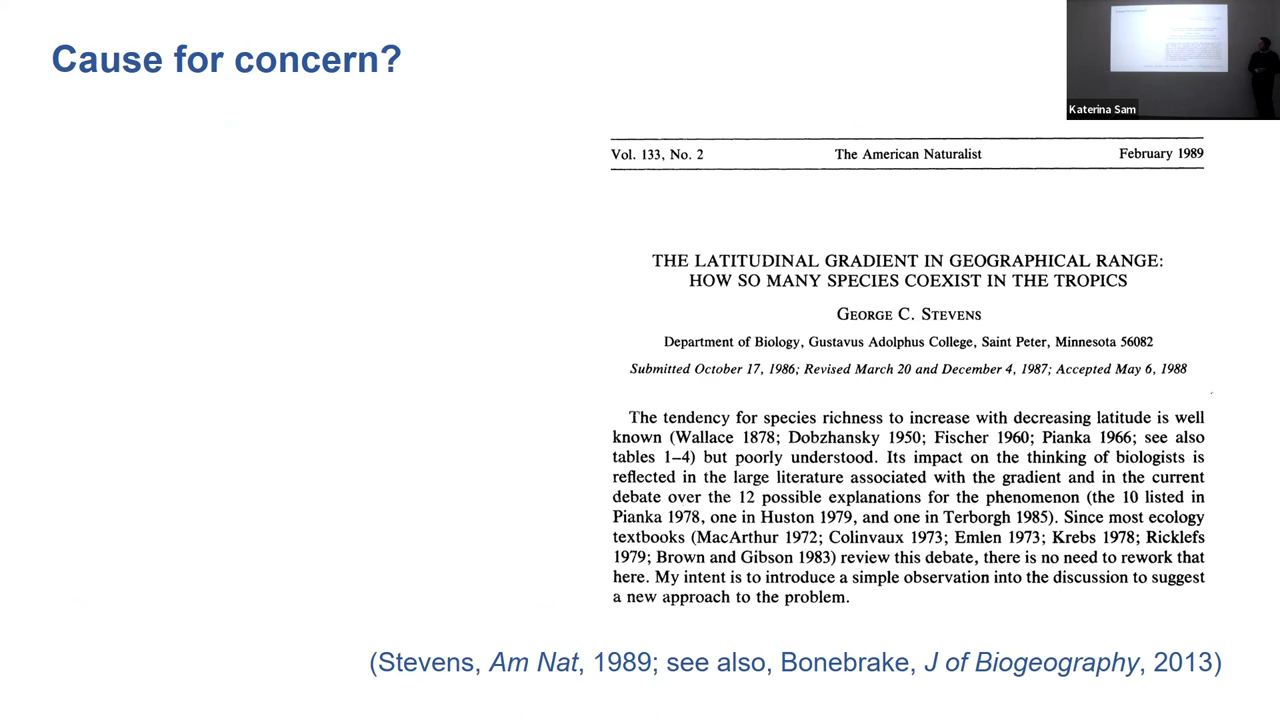 Cause for concern?
Katerina Sam
Vol. 133, No. 2 The American Naturalist February 1989
THE LATITUDINAL GRADIENT IN GEOGRAPHICAL RANGE:
HOW SO MANY SPECIES COEXIST IN THE TROPICS
GEORGE C. STEVENS
Department of Biology, Gustavus Adolphus College, Saint Peter, Minnesota 56082
Submitted October 17, 1986; Revised March 20 and December 4, 1987; Accepted May 6, 1988
The tendency for species richness to increase with decreasing latitude is well
known (Wallace 1878; Dobzhansky 1950; Fischer 1960; Pianka 1966; see also
tables 1–4) but poorly understood. Its impact on the thinking of biologists is
reflected in the large literature associated with the gradient and in the current
debate over the 12 possible explanations for the phenomenon (the 10 listed in
Pianka 1978, one in Huston 1979, and one in Terborgh 1985). Since most ecology
textbooks (MacArthur 1972; Colinvaux 1973; Emlen 1973; Krebs 1978; Ricklefs
1979; Brown and Gibson 1983) review this debate, there is no need to rework that
here. My intent is to introduce a simple observation into the discussion to suggest
a new approach to the problem.
(Stevens, Am Nat, 1989; see also, Bonebrake, J of Biogeography, 2013)